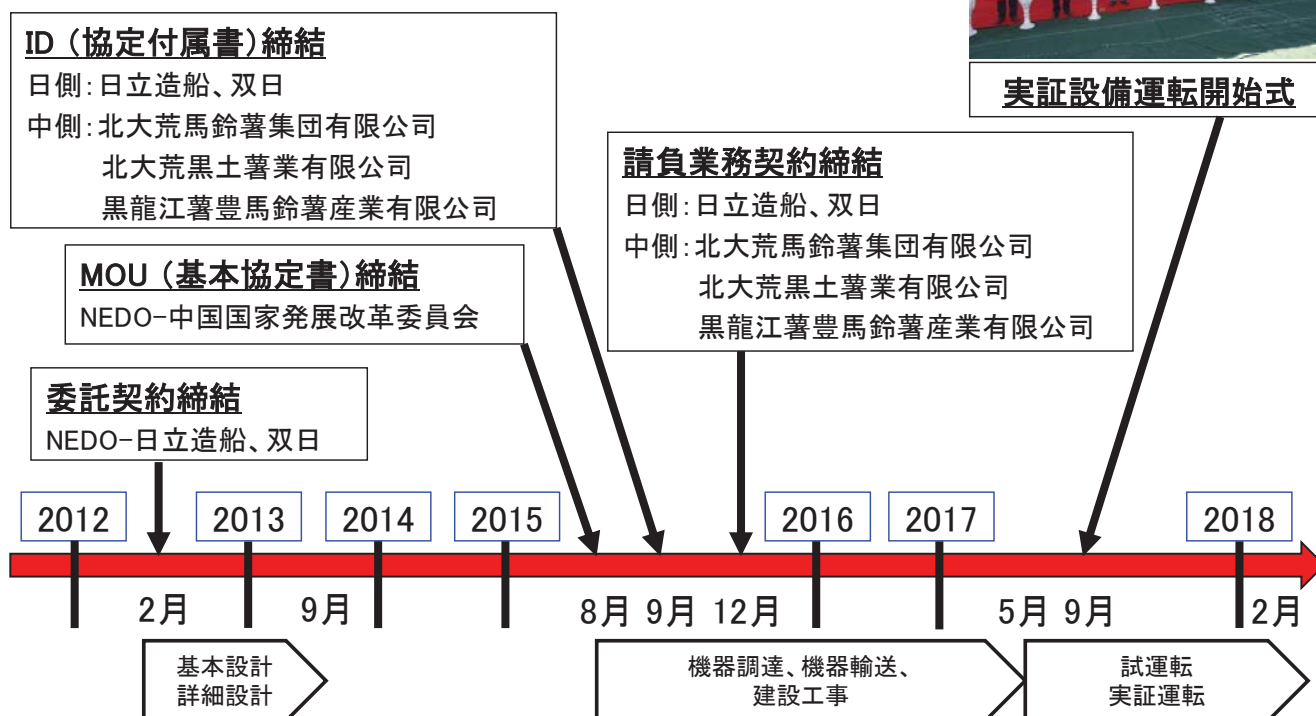 ID（協定付属書）締結
日側：日立造船、双日
中側：北大荒馬鈴薯集団有限公司
北大荒黒土薯業有限公司
黒龍江薯豊馬鈴薯産業有限公司
実証設備運転開始式
請負業務契約締結
日側：日立造船、双日
中側：北大荒馬鈴薯集団有限公司
北大荒黒土薯業有限公司
黒龍江薯豊馬鈴薯産業有限公司
MOU（基本協定書）締結
NEDO-中国国家発展改革委員会
委託契約締結
NEDO-日立造船、双日
2012 2013 2014 2015 2016 2017 2018
2月 9月 8月 9月 12月 5月 9月 2月
基本設計
詳細設計
機器調達、機器輸送、
建設工事
試運転
実証運転